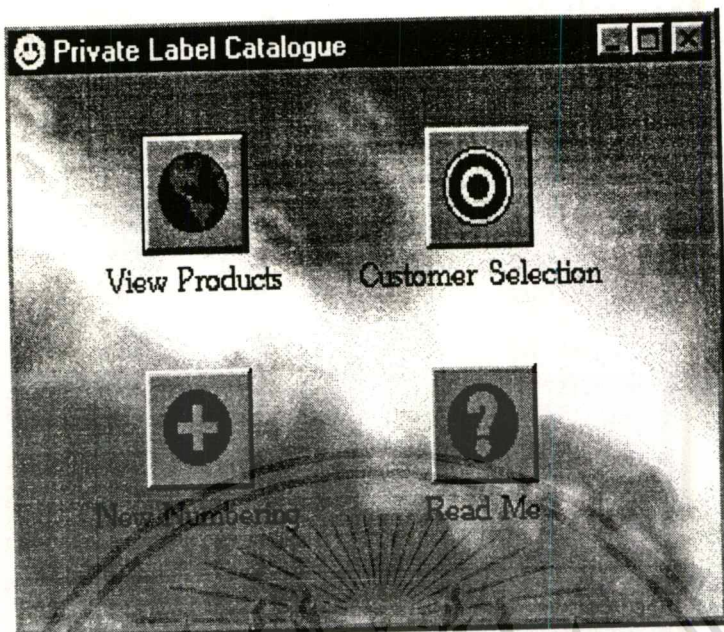 Private Label Catalogue
View Products
Customer Selection
New Numbering
Read Me